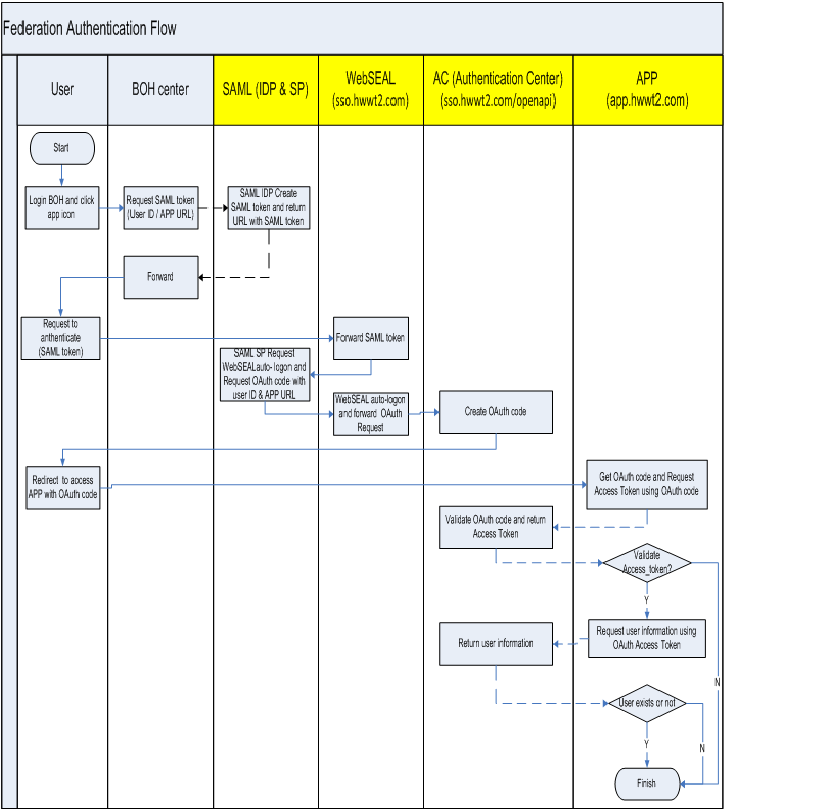 Federation Authentication Flow
User
BOH center
SAML (IDP & SP)
WebSEAL
(sso.hwwt2.com)
AC (Authentication Center)
(sso.hwwt2.com/openapi)
APP
(app.hwwt2.com)
Start
Login BOH and click
app icon
Request SAML token
(User ID / APP URL)
SAML IDP Create
SAML token and return
URL with SAML token
Forward
Request to
anthenticate
(SAML token)
Forward SAML token
SAML SP Request
WebSEAL auto- logon and
Request OAuth code with
user ID & APP URL
WebSEAL auto-logon
and forward OAuth
Request
Create OAuth code
Redirect to access
APP with OAuth code
Get OAuth code and Request
Access Token using OAuth code
Validate OAuth code and return
Access Token
Validate
Access_token?
Y
Request user information using
OAuth Access Token
Return user information
N
User exists or not
Y
N
Finish